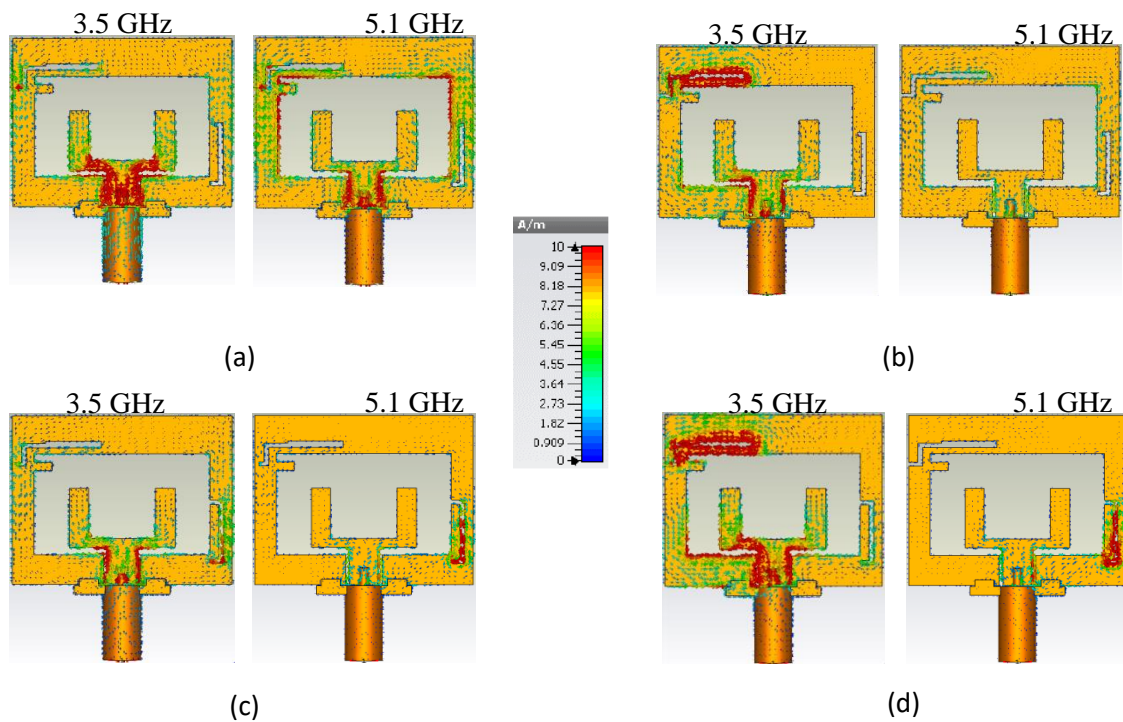 3.5 GHz
5.1 GHz
3.5 GHz
5.1 GHz
(a)
(b)
A/m
10
9.09
8.18
7.27
6.36
5.45
4.55
3.64
2.73
1.82
0.909
0
3.5 GHz
5.1 GHz
3.5 GHz
5.1 GHz
(c)
(d)